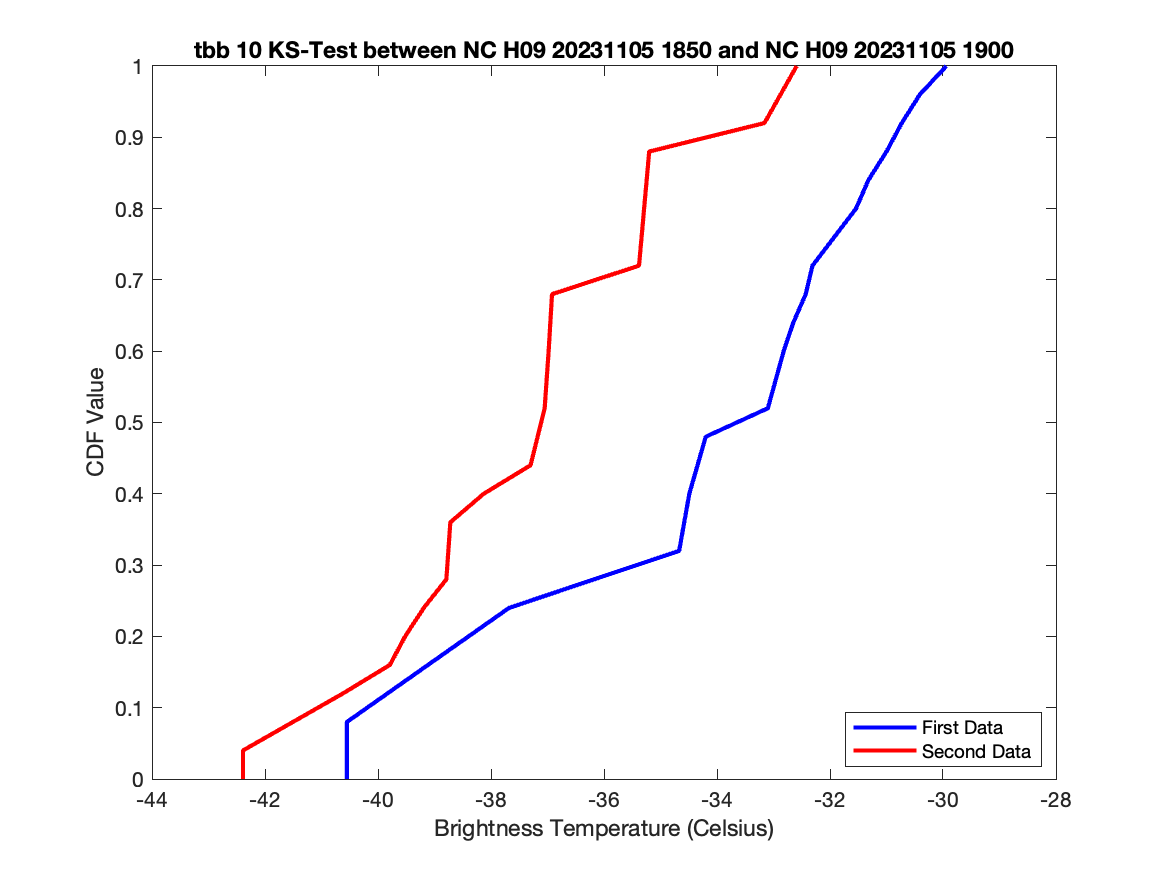 tbb 10 KS-Test between NC H09 20231105 1850 and NC H09 20231105 1900
1
0.9
0.8
0.7
0.6
0.5
0.4
0.3
0.2
0.1
0
CDF Value
First Data
Second Data
-44 -42 -40 -38 -36 -34 -32 -30 -28
Brightness Temperature (Celsius)